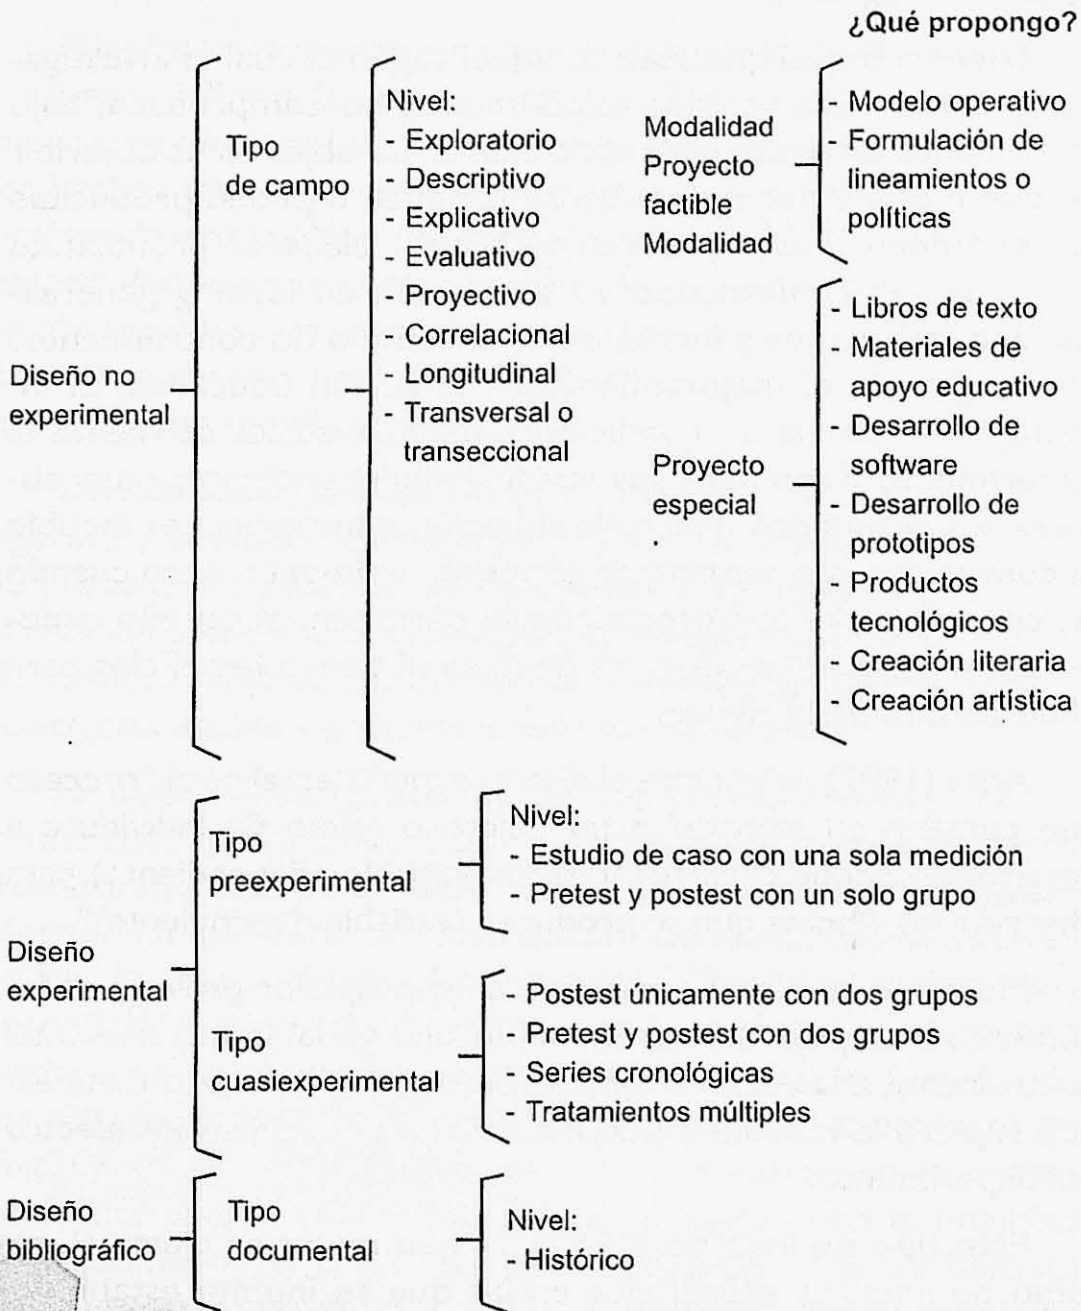 ¿Qué propongo?
Diseño no
experimental
Tipo
de campo
Nivel:
- Exploratorio
- Descriptivo
- Explicativo
- Evaluativo
- Proyectivo
- Correlacional
- Longitudinal
- Transversal o
transeccional
Modalidad
Proyecto
factible
Modalidad
- Modelo operativo
- Formulación de
lineamientos o
políticas
Proyecto
especial
- Libros de texto
- Materiales de
apoyo educativo
- Desarrollo de
software
- Desarrollo de
prototipos
- Productos
tecnológicos
- Creación literaria
- Creación artística
Diseño
experimental
Tipo
preexperimental
Nivel:
- Estudio de caso con una sola medición
- Pretest y postest con un solo grupo
Tipo
cuasiexperimental
- Postest únicamente con dos grupos
- Pretest y postest con dos grupos
- Series cronológicas
- Tratamientos múltiples
Diseño
bibliográfico
Tipo
documental
Nivel:
- Histórico